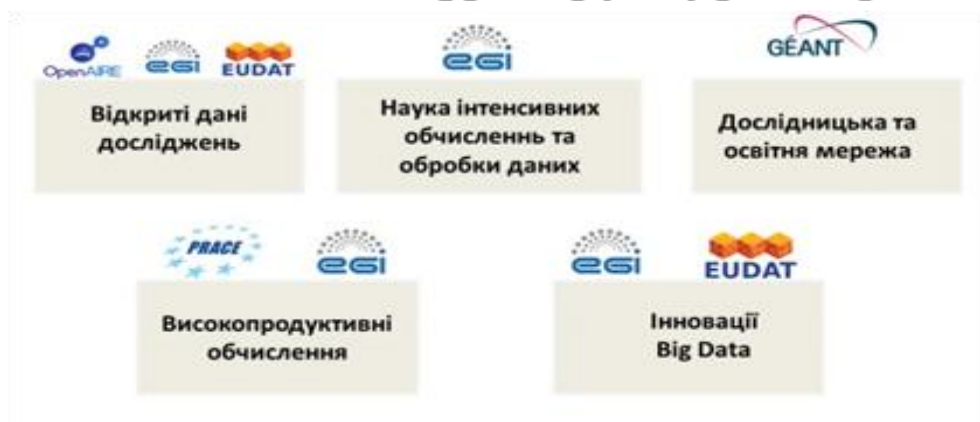 OpenAIRE eGI EUDAT
Відкриті дані
досліджень
eGI
Наука інтенсивних
обчисленнь та
обробки даних
GÉANT
Дослідницька та
освітня мережа
PRACE eGI
Високопродуктивні
обчислення
eGI EUDAT
Інновації
Big Data